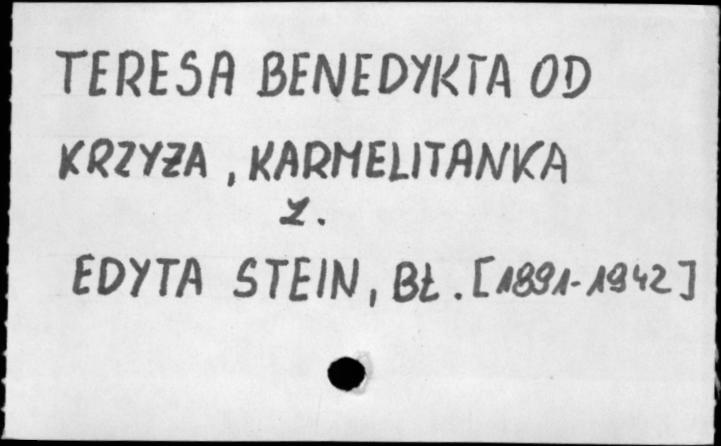 TERESA BENEDYKTA OD
KRZYŻA, KARMELITANKA
Z.
EDYTA STEIN, BŁ. [1891-1942]